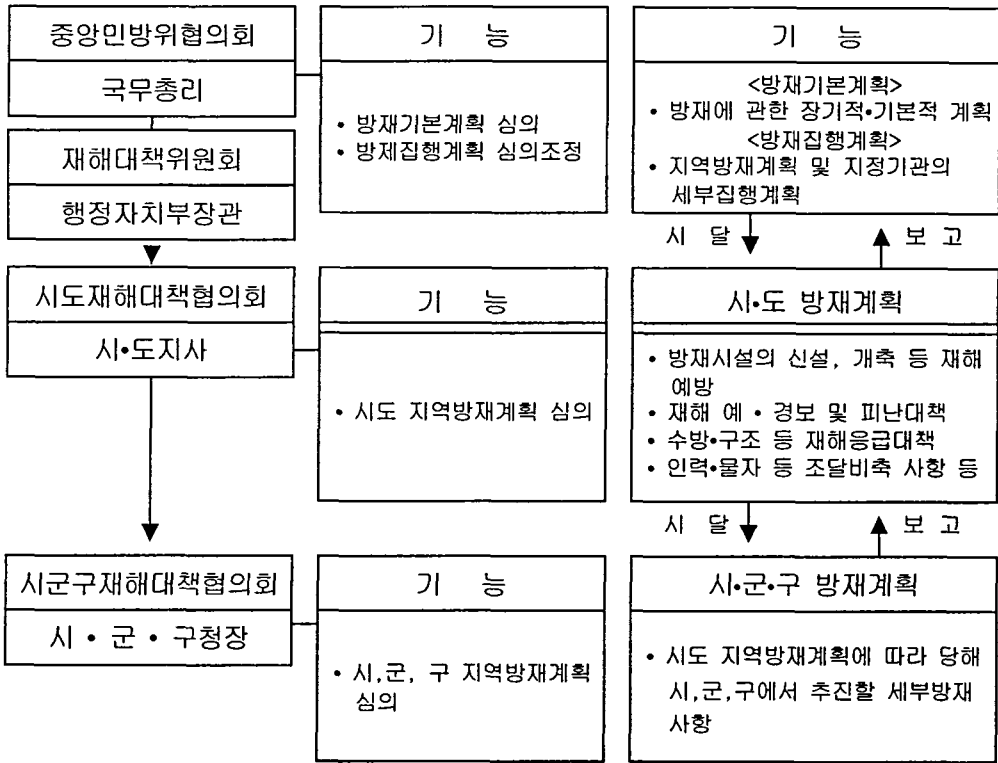 중앙민방위협의회
국무총리
재해대책위원회
행정자치부장관
기 능
• 방재기본계획 심의
• 방제집행계획 심의조정
기 능
<방재기본계획>
• 방재에 관한 장기적•기본적 계획
<방재집행계획>
• 지역방재계획 및 지정기관의
세부집행계획
시 달
보 고
시도재해대책협의회
시•도지사
기 능
• 시도 지역방재계획 심의
시•도 방재계획
• 방재시설의 신설, 개축 등 재해
예방
• 재해 예 • 경보 및 피난대책
• 수방•구조 등 재해응급대책
• 인력•물자 등 조달비축 사항 등
시 달
보 고
시군구재해대책협의회
시 • 군 • 구청장
기 능
• 시,군, 구 지역방재계획
심의
시•군•구 방재계획
• 시도 지역방재계획에 따라 당해
시,군,구에서 추진할 세부방재
사항